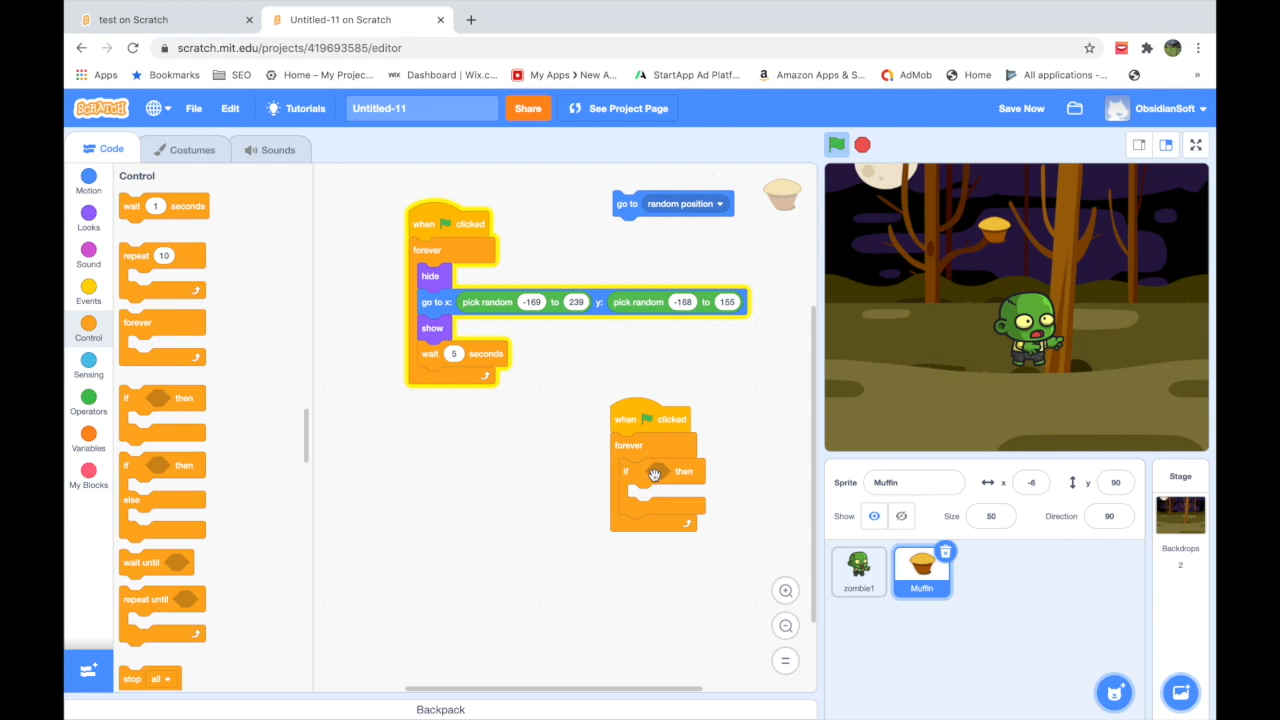 test on Scratch
Untitled-11 on Scratch
scratch.mit.edu/projects/419693585/editor
Apps
Bookmarks
SEO
Home – My Projec...
WiX
Dashboard | Wix.c...
My Apps > New A...
StartApp Ad Platf...
a
Amazon Apps & S...
AdMob
Home
All applications -...
»
SCRATCH
File
Edit
Tutorials
Untitled-11
Share
See Project Page
Save Now
ObsidianSoft
Code
Costumes
Sounds
Motion
Looks
Sound
Events
Control
Sensing
Operators
Variables
My Blocks
Control
wait 1 seconds
repeat 10
forever
if then
if then
else
wait until
repeat until
stop all
go to random position
when clicked
forever
hide
go to x: pick random -169 to 239 y: pick random -168 to 155
show
wait 5 seconds
when clicked
forever
if then
Sprite Muffin x -6 y 90
Show Size 50 Direction 90
zombie1
Muffin
Stage
Backdrops
2
Backpack